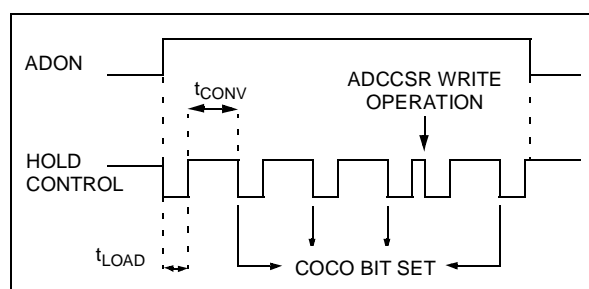 ADON
ADCCSR WRITE
OPERATION
tCONV
HOLD
CONTROL
tLOAD
COCO BIT SET